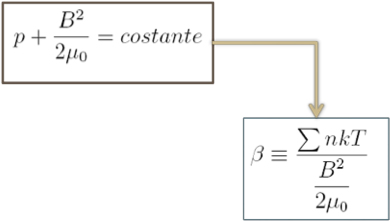 p + B²/2μ₀ = costante
β ≡ ∑ nkT / (B²/2μ₀)